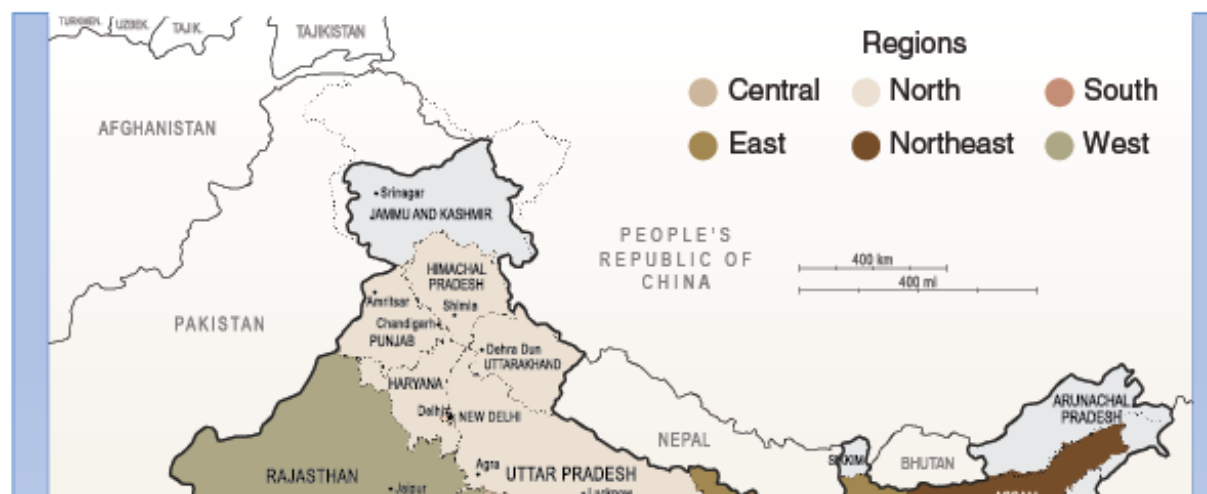 TURKMEN.
UZBEK.
TAJIK.
TAJIKISTAN
Regions
Central
North
South
East
Northeast
West
AFGHANISTAN
Srinagar
JAMMU AND KASHMIR
PEOPLE'S
REPUBLIC OF
CHINA
400 km
400 mi
HIMACHAL
PRADESH
Amritsar
Shimla
PAKISTAN
Chandigarh
PUNJAB
Dehra Dun
UTTARAKHAND
HARYANA
Delhi
NEW DELHI
ARUNACHAL
PRADESH
NEPAL
SIKKIM
BHUTAN
RAJASTHAN
Agra
UTTAR PRADESH
Jaipur
Lucknow
ASSAM